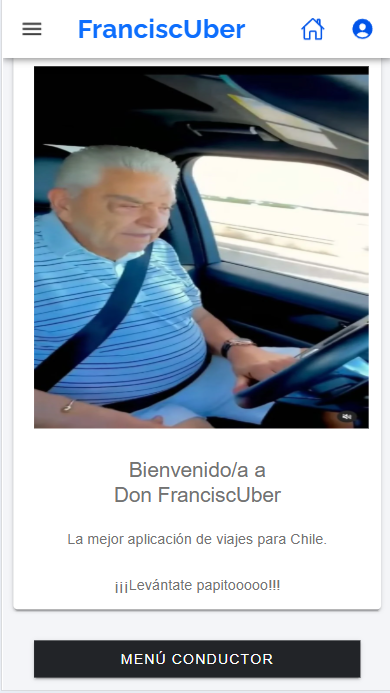 FranciscUber
Bienvenido/a a
Don FranciscUber
La mejor aplicación de viajes para Chile.
¡¡¡Levántate papitooooo!!!
MENÚ CONDUCTOR